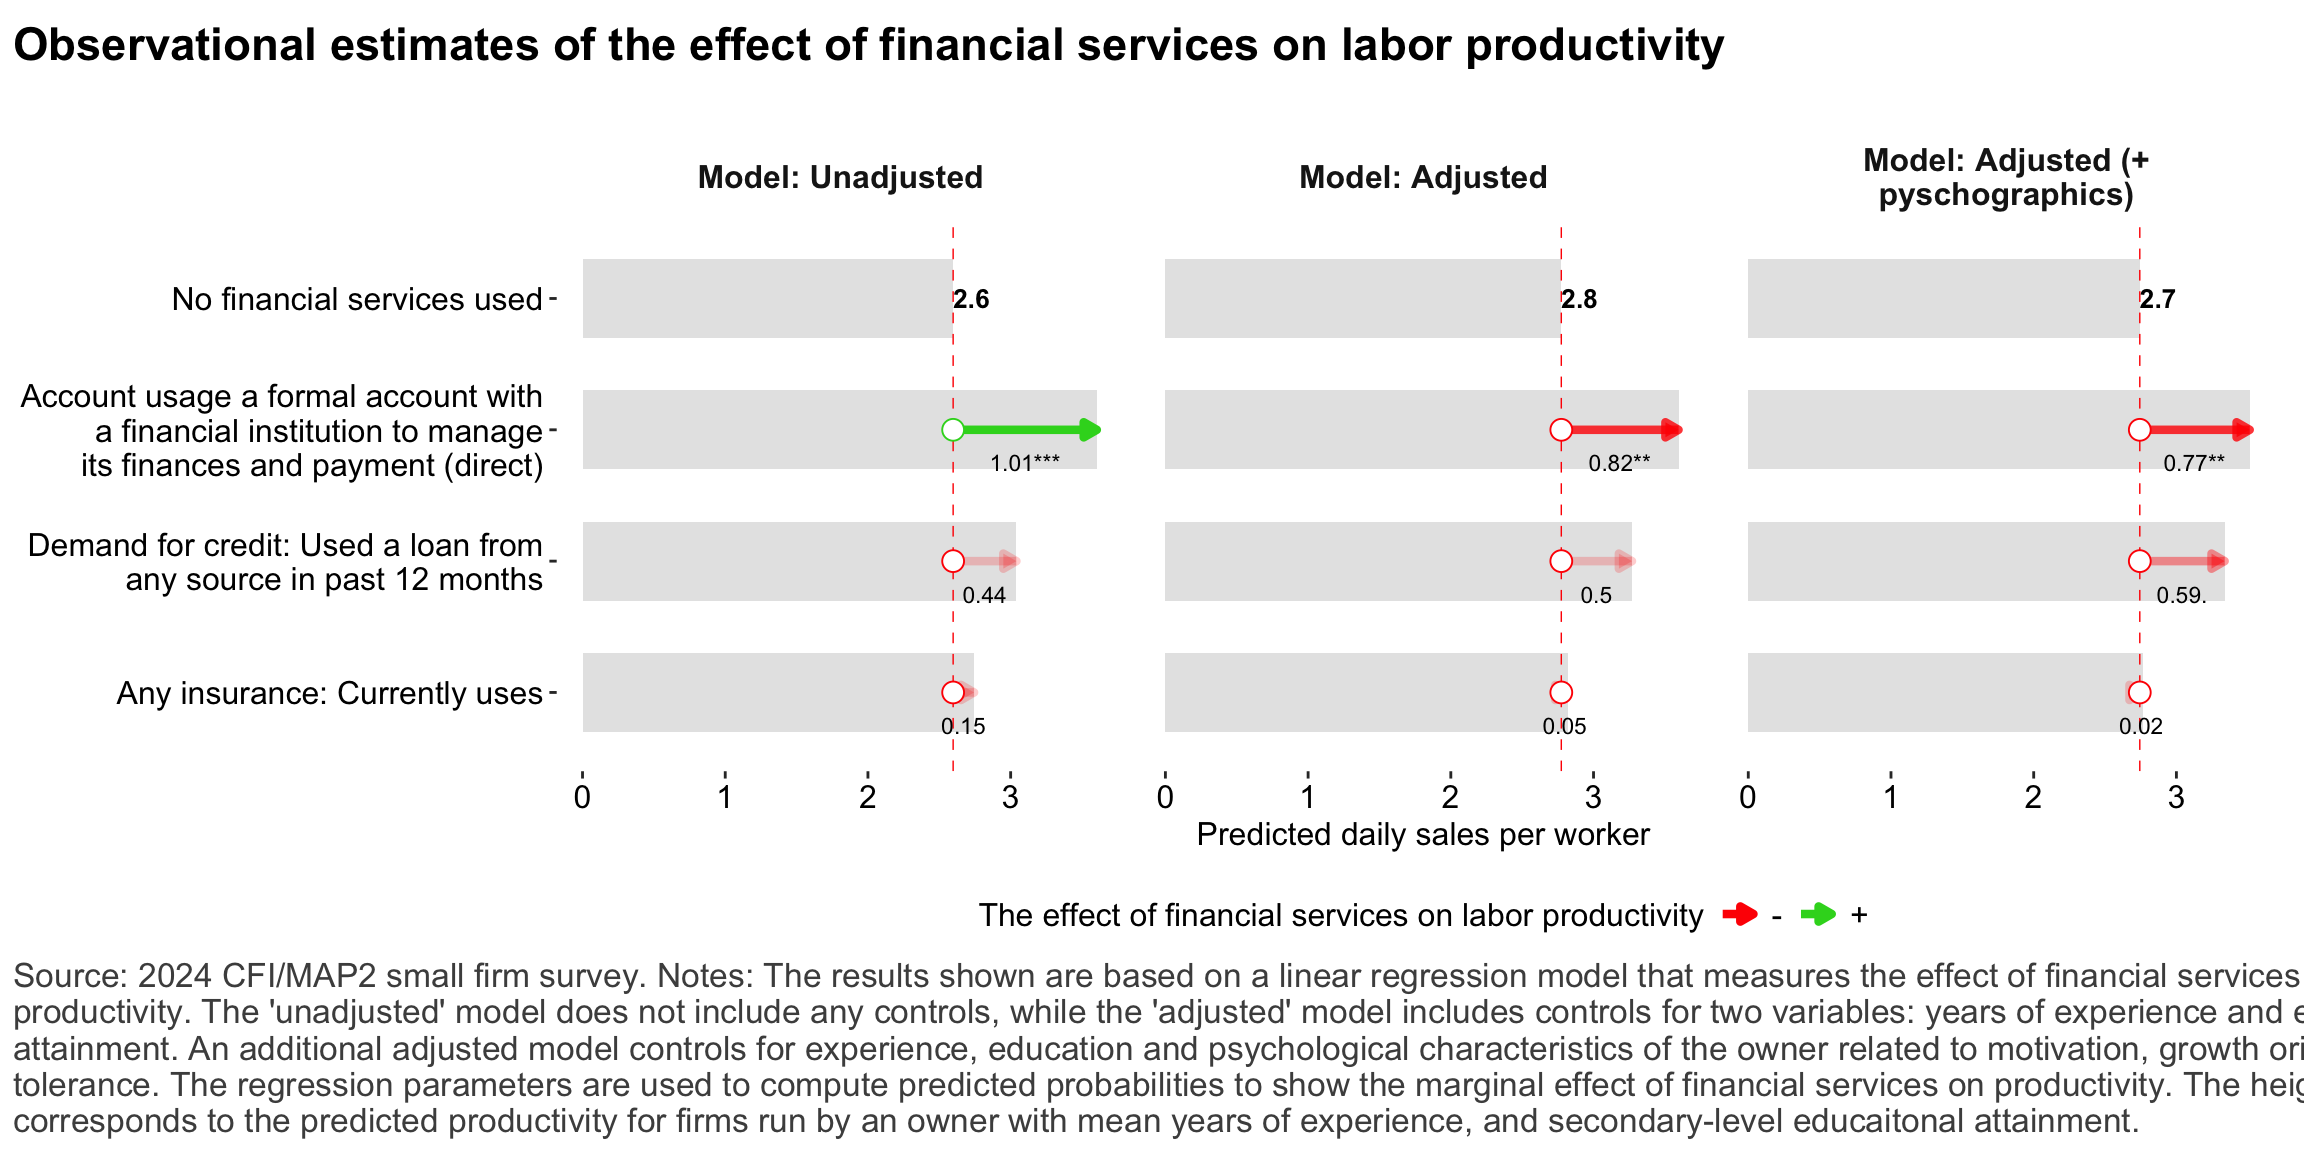 Observational estimates of the effect of financial services on labor productivity
Model: Unadjusted
Model: Adjusted
Model: Adjusted (+
pyschographics)
No financial services used
2.6
2.8
2.7
Account usage a formal account with
a financial institution to manage
its finances and payment (direct)
1.01***
0.82**
0.77**
Demand for credit: Used a loan from
any source in past 12 months
0.44
0.5
0.59.
Any insurance: Currently uses
0.15
0.05
0.02
0 1 2 3
0 1 2 3
0 1 2 3
Predicted daily sales per worker
The effect of financial services on labor productivity - +
Source: 2024 CFI/MAP2 small firm survey. Notes: The results shown are based on a linear regression model that measures the effect of financial services
productivity. The 'unadjusted' model does not include any controls, while the 'adjusted' model includes controls for two variables: years of experience and
attainment. An additional adjusted model controls for experience, education and psychological characteristics of the owner related to motivation, growth
tolerance. The regression parameters are used to compute predicted probabilities to show the marginal effect of financial services on productivity. The
corresponds to the predicted productivity for firms run by an owner with mean years of experience, and secondary-level educaitonal attainment.